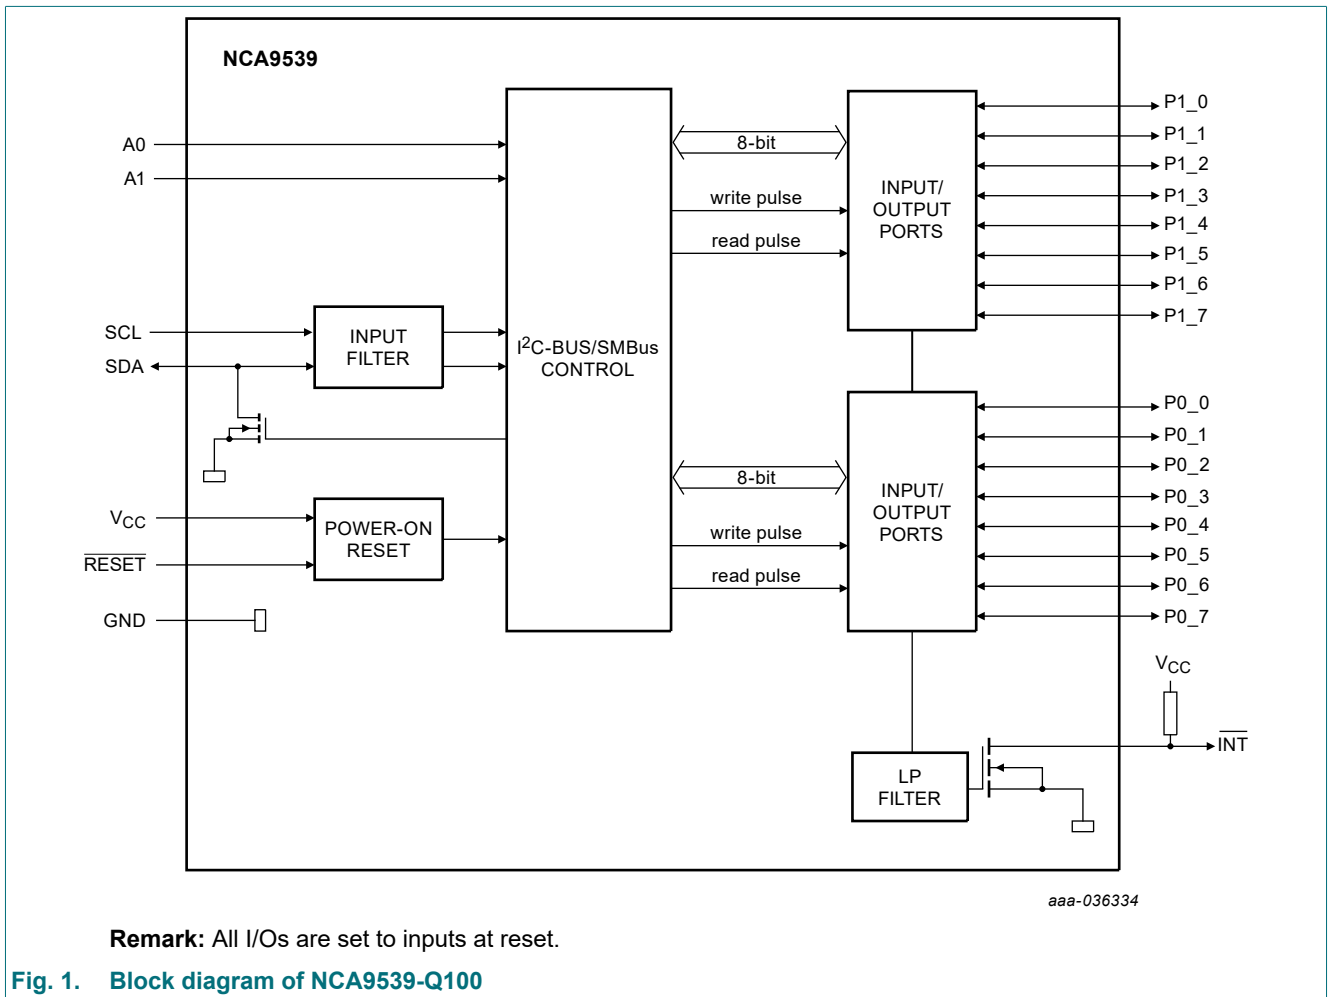 NCA9539
A0
A1
SCL
SDA
VCC
RESET
GND
INPUT
FILTER
POWER-ON
RESET
I2C-BUS/SMBus
CONTROL
8-bit
write pulse
read pulse
8-bit
write pulse
read pulse
INPUT/
OUTPUT
PORTS
INPUT/
OUTPUT
PORTS
LP
FILTER
P1_0
P1_1
P1_2
P1_3
P1_4
P1_5
P1_6
P1_7
P0_0
P0_1
P0_2
P0_3
P0_4
P0_5
P0_6
P0_7
VCC
INT
aaa-036334
Remark: All I/Os are set to inputs at reset.
Fig. 1. Block diagram of NCA9539-Q100